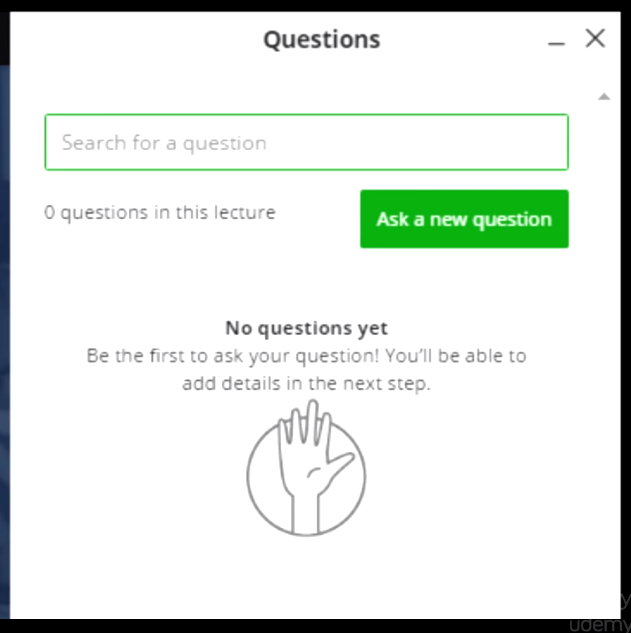 Questions
Search for a question
0 questions in this lecture
Ask a new question
No questions yet
Be the first to ask your question! You'll be able to
add details in the next step.
udemy